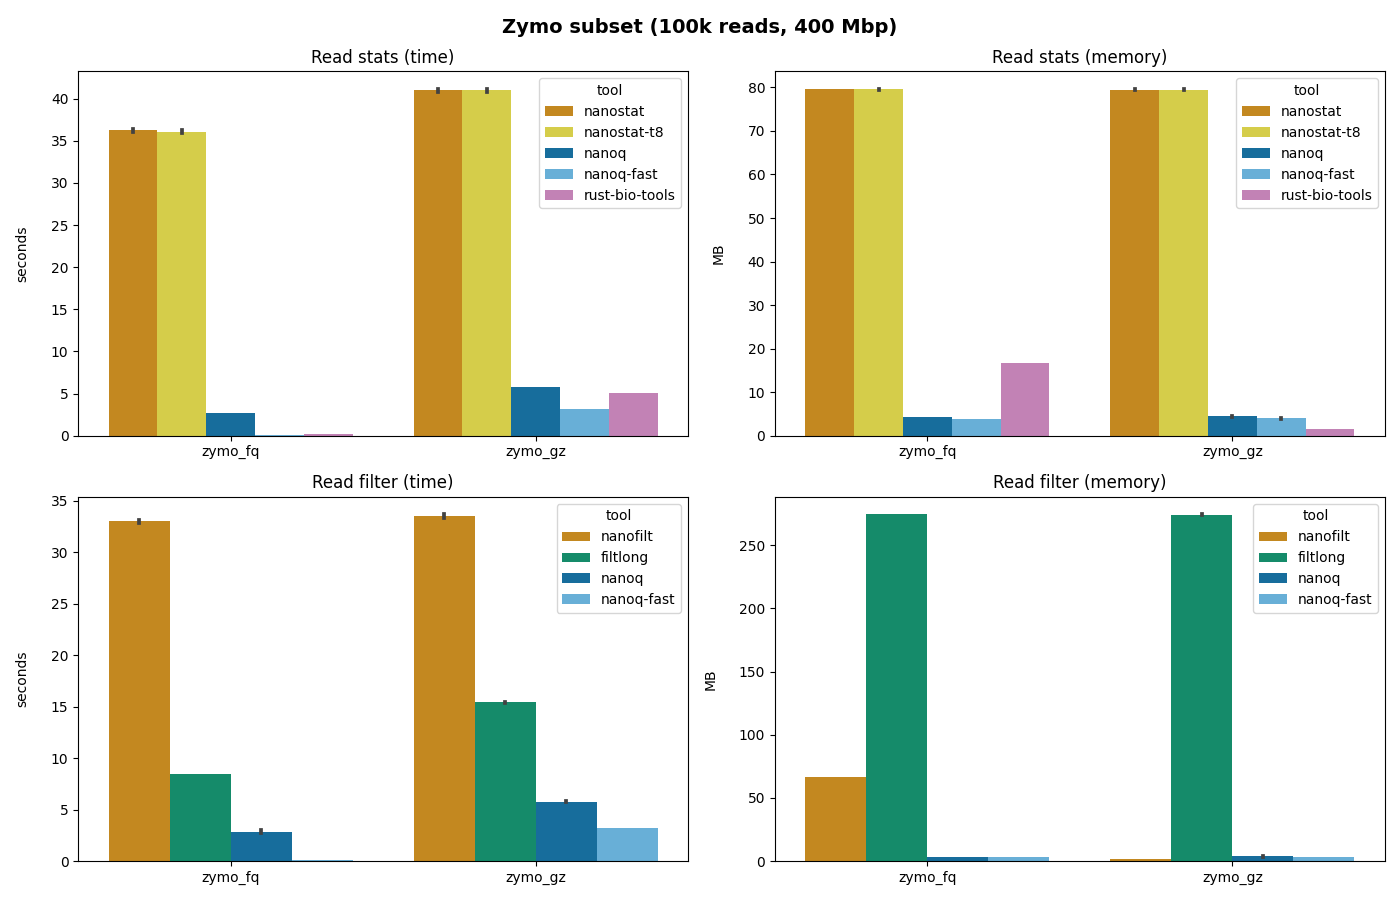 Zymo subset (100k reads, 400 Mbp)
Read stats (time)
seconds
40
35
30
25
20
15
10
5
0
zymo_fq
zymo_gz
tool
nanostat
nanostat-t8
nanoq
nanoq-fast
rust-bio-tools
Read stats (memory)
MB
80
70
60
50
40
30
20
10
0
zymo_fq
zymo_gz
tool
nanostat
nanostat-t8
nanoq
nanoq-fast
rust-bio-tools
Read filter (time)
seconds
35
30
25
20
15
10
5
0
zymo_fq
zymo_gz
tool
nanofilt
filtlong
nanoq
nanoq-fast
Read filter (memory)
MB
250
200
150
100
50
0
zymo_fq
zymo_gz
tool
nanofilt
filtlong
nanoq
nanoq-fast